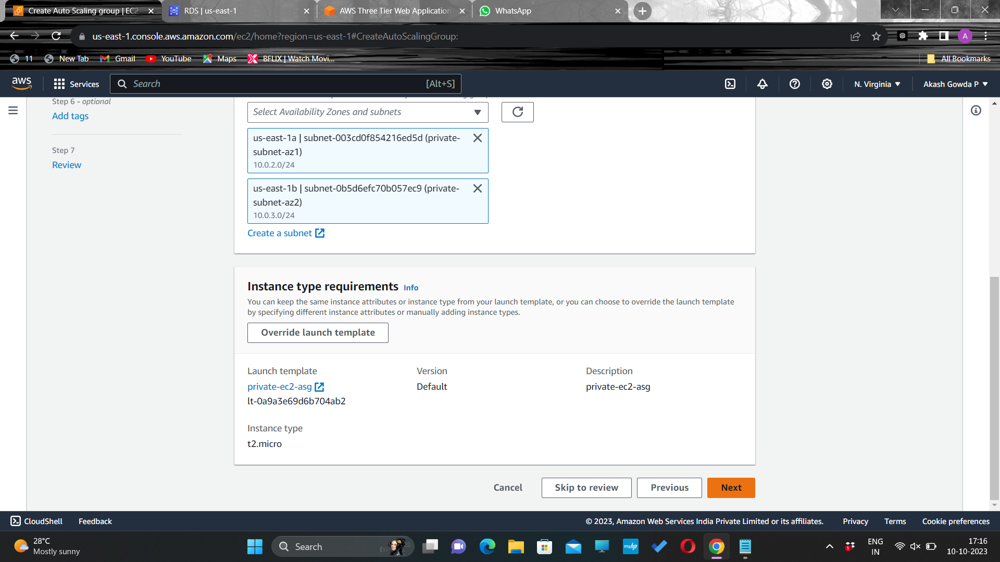 Create Auto Scaling group | EC2
RDS | us-east-1
AWS Three Tier Web Application
WhatsApp
us-east-1.console.aws.amazon.com/ec2/home?region=us-east-1#CreateAutoScalingGroup:
A
11
New Tab
Gmail
YouTube
Maps
BFLIX | Watch Movi...
All Bookmarks
aws
Services
Search
[Alt+S]
N. Virginia
Akash Gowda P
Step 6 - optional
Add tags
Step 7
Review
Select Availability Zones and subnets
us-east-1a | subnet-003cd0f854216ed5d (private-
subnet-az1)
10.0.2.0/24
us-east-1b | subnet-0b5d6efc70b057ec9 (private-
subnet-az2)
10.0.3.0/24
Create a subnet
Instance type requirements Info
You can keep the same instance attributes or instance type from your launch template, or you can choose to override the launch template
by specifying different instance attributes or manually adding instance types.
Override launch template
Launch template
private-ec2-asg
lt-0a9a3e69d6b704ab2
Version
Default
Description
private-ec2-asg
Instance type
t2.micro
Cancel
Skip to review
Previous
Next
CloudShell
Feedback
© 2023, Amazon Web Services India Private Limited or its affiliates.
Privacy
Terms
Cookie preferences
28°C
Mostly sunny
Search
myhp
1
ENG
IN
17:16
10-10-2023